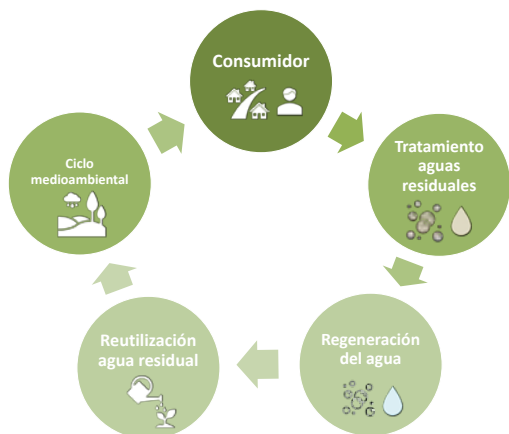 Consumidor
Tratamiento
aguas
residuales
Regeneración
del agua
Reutilización
agua residual
Ciclo
medioambiental